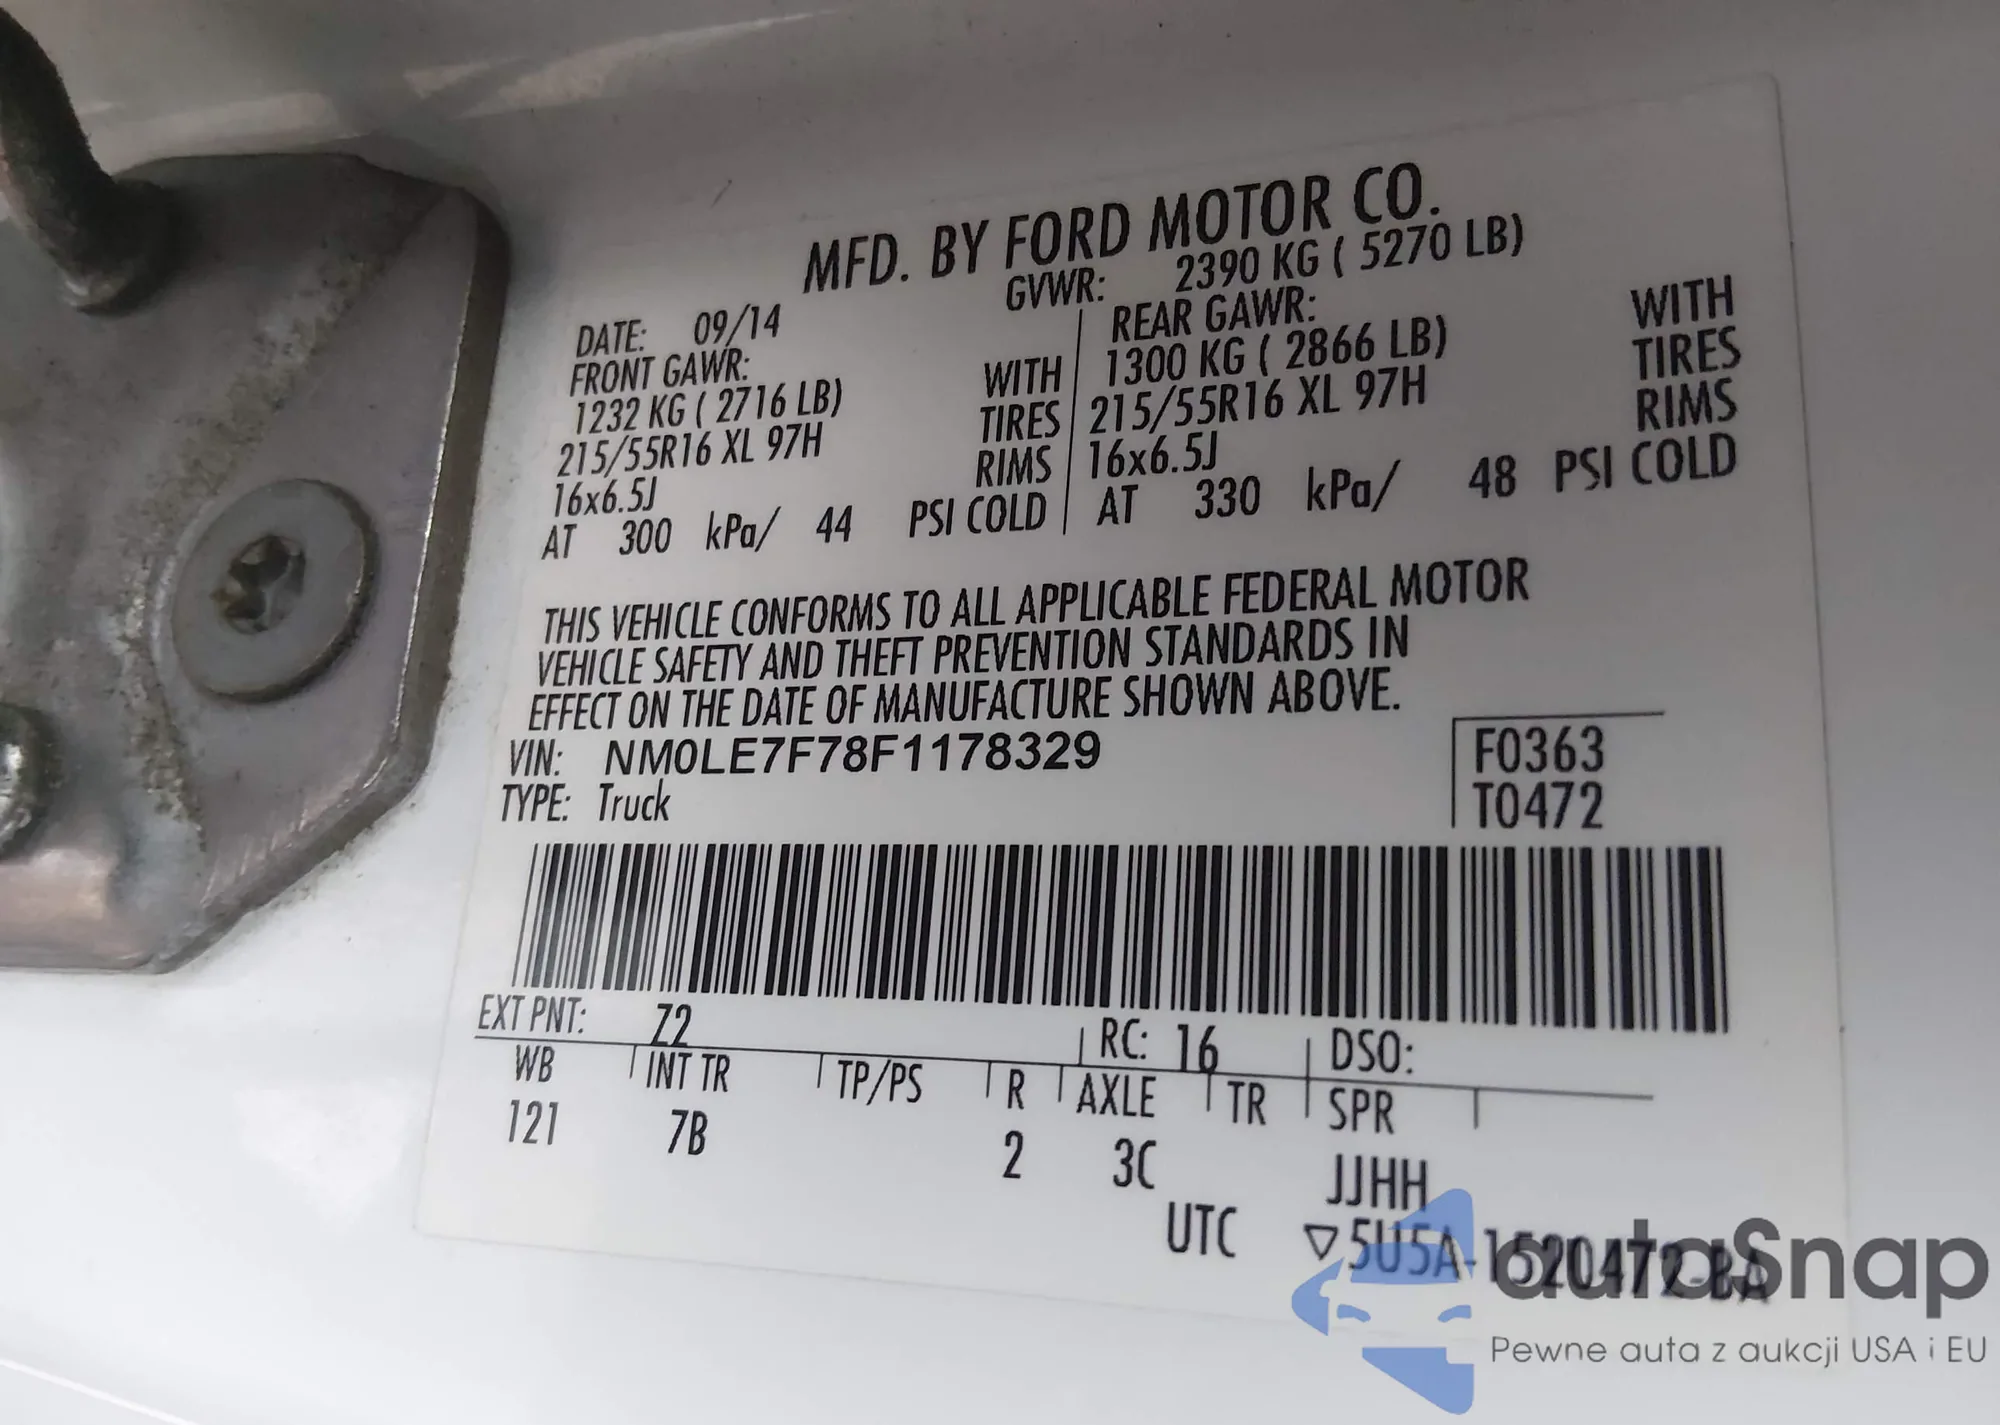 MFD. BY FORD MOTOR CO.
DATE: 09/14 GVWR: 2390 KG ( 5270 LB)
FRONT GAWR: REAR GAWR:
1232 KG ( 2716 LB) WITH 1300 KG ( 2866 LB) WITH
215/55R16 XL 97H TIRES 215/55R16 XL 97H TIRES
16x6.5J RIMS 16x6.5J RIMS
AT 300 kPa/ 44 PSI COLD AT 330 kPa/ 48 PSI COLD
THIS VEHICLE CONFORMS TO ALL APPLICABLE FEDERAL MOTOR
VEHICLE SAFETY AND THEFT PREVENTION STANDARDS IN
EFFECT ON THE DATE OF MANUFACTURE SHOWN ABOVE.
VIN: NM0LE7F78F1178329 F0363
TYPE: Truck T0472
EXT PNT: Z2 RC: 16 DSO:
WB INT TR TP/PS R AXLE TR SPR
121 7B 2 3C JJHH
UTC ▽5U5A-1520472-BA
autoSnap
Pewne auta z aukcji USA i EU